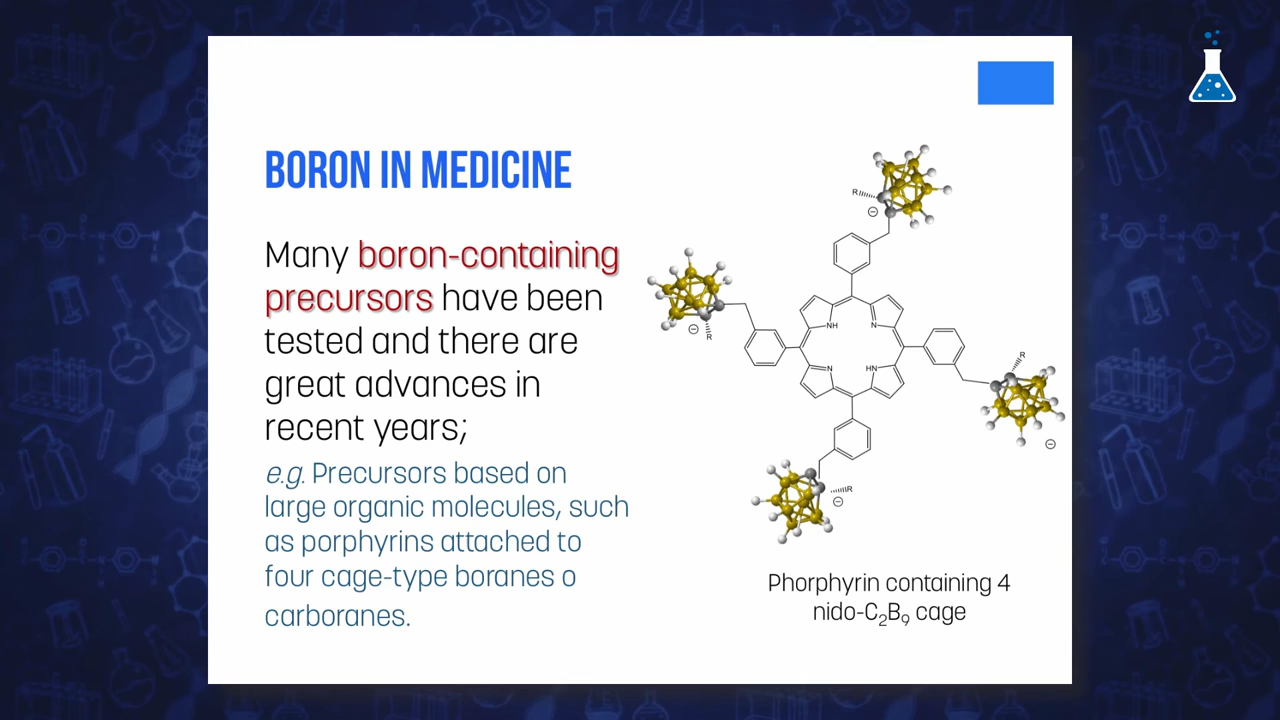 BORON IN MEDICINE
Many boron-containing
precursors have been
tested and there are
great advances in
recent years;
e.g. Precursors based on
large organic molecules, such
as porphyrins attached to
four cage-type boranes o
carboranes.
R
R
R
R
NH
N
N
HN
Phorphyrin containing 4
nido-C₂B₉ cage